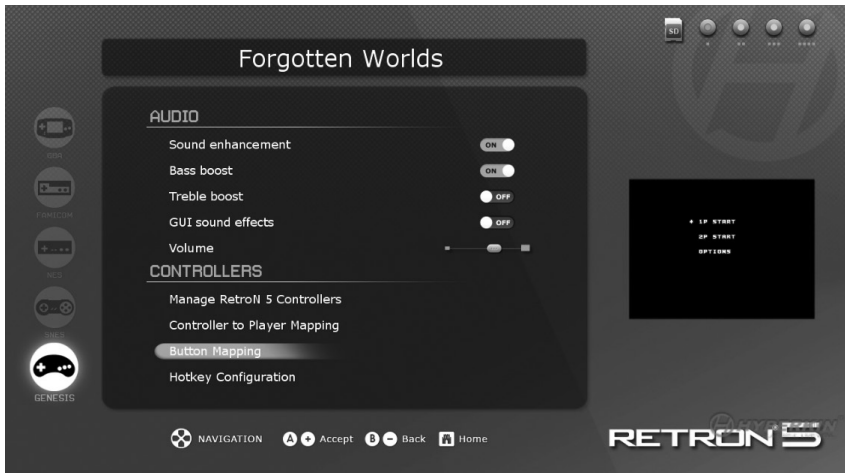 SD
Forgotten Worlds
AUDIO
Sound enhancement ON
Bass boost ON
Treble boost OFF
GUI sound effects OFF
Volume
CONTROLLERS
Manage RetroN 5 Controllers
Controller to Player Mapping
Button Mapping
Hotkey Configuration
GBA
FAMICOM
NES
SNES
GENESIS
1P START
2P START
OPTIONS
NAVIGATION A + Accept B - Back Home
HYPERKIN
RETRON 5